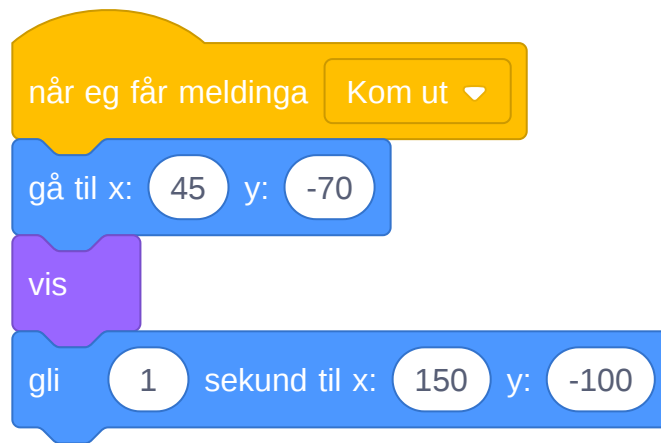 når eg får meldinga Kom ut
gå til x: 45 y: -70
vis
gli 1 sekund til x: 150 y: -100